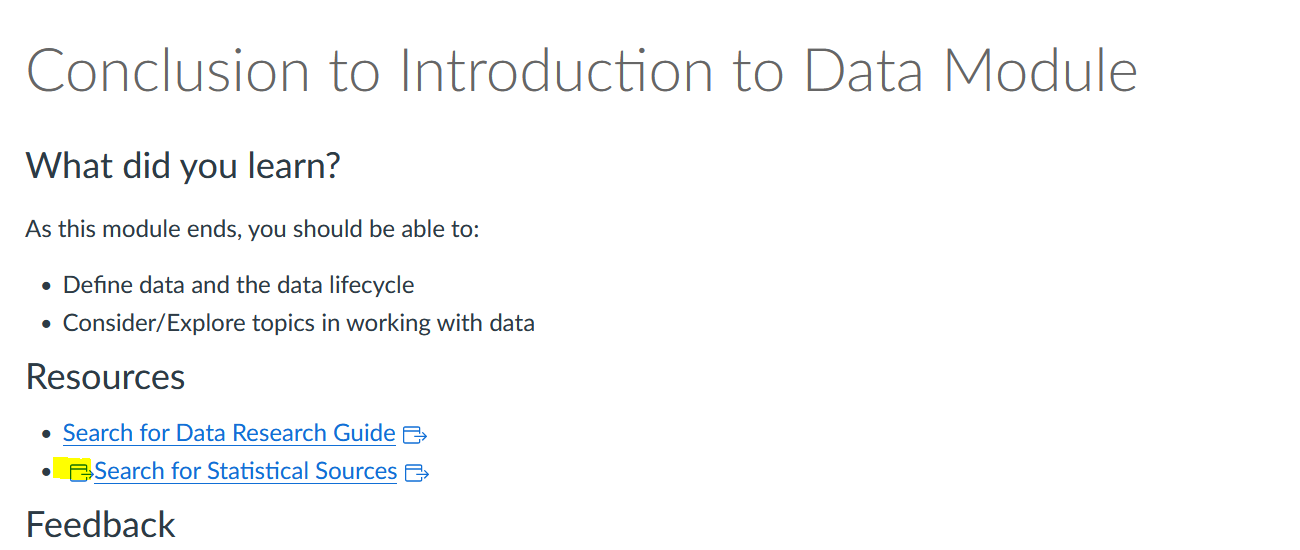 Conclusion to Introduction to Data Module
What did you learn?
As this module ends, you should be able to:
• Define data and the data lifecycle
• Consider/Explore topics in working with data
Resources
• Search for Data Research Guide
• Search for Statistical Sources
Feedback